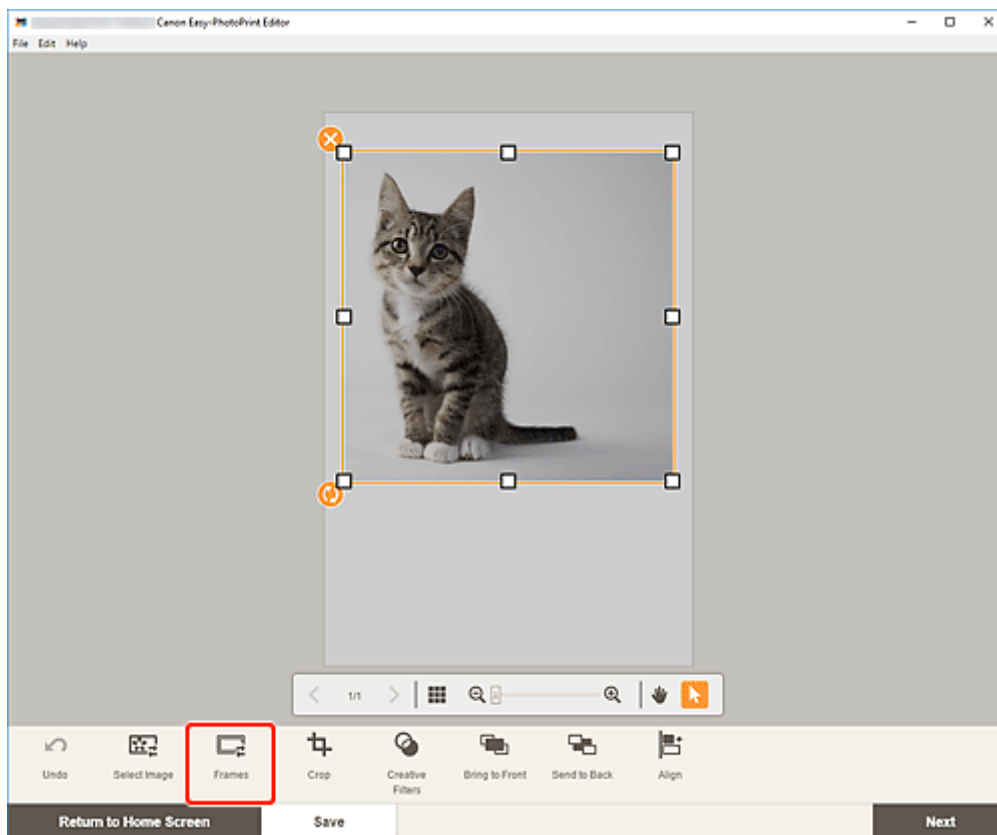 Canon Easy-PhotoPrint Editor
File Edit Help
1/1
Undo
Select Image
Frames
Crop
Creative
Filters
Bring to Front
Send to Back
Align
Return to Home Screen
Save
Next